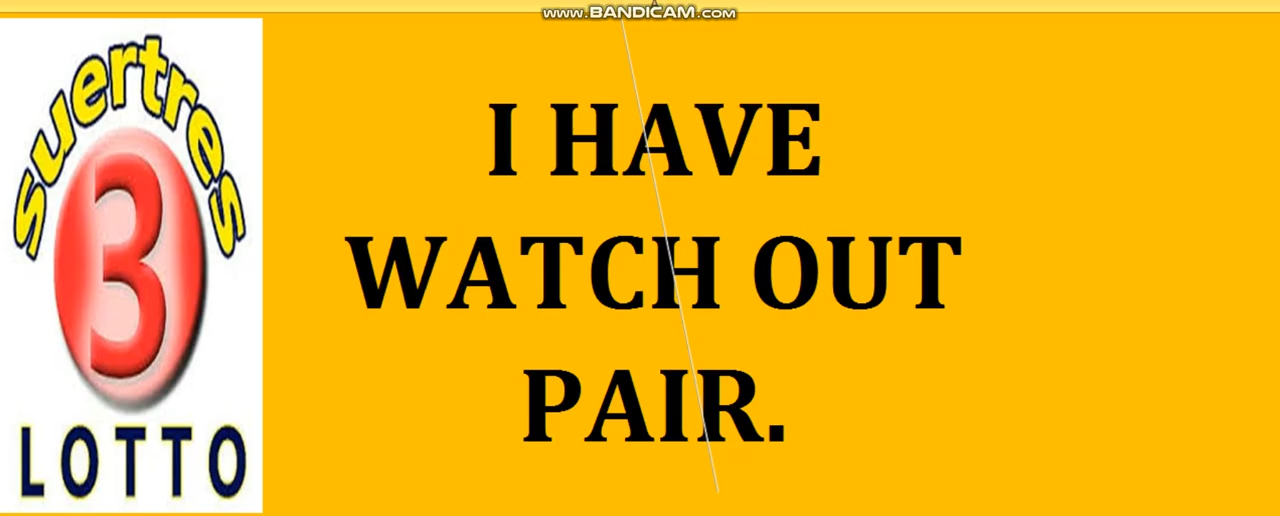 www.BANDICAM.com
suertres
3
LOTTO
I HAVE
WATCH OUT
PAIR.